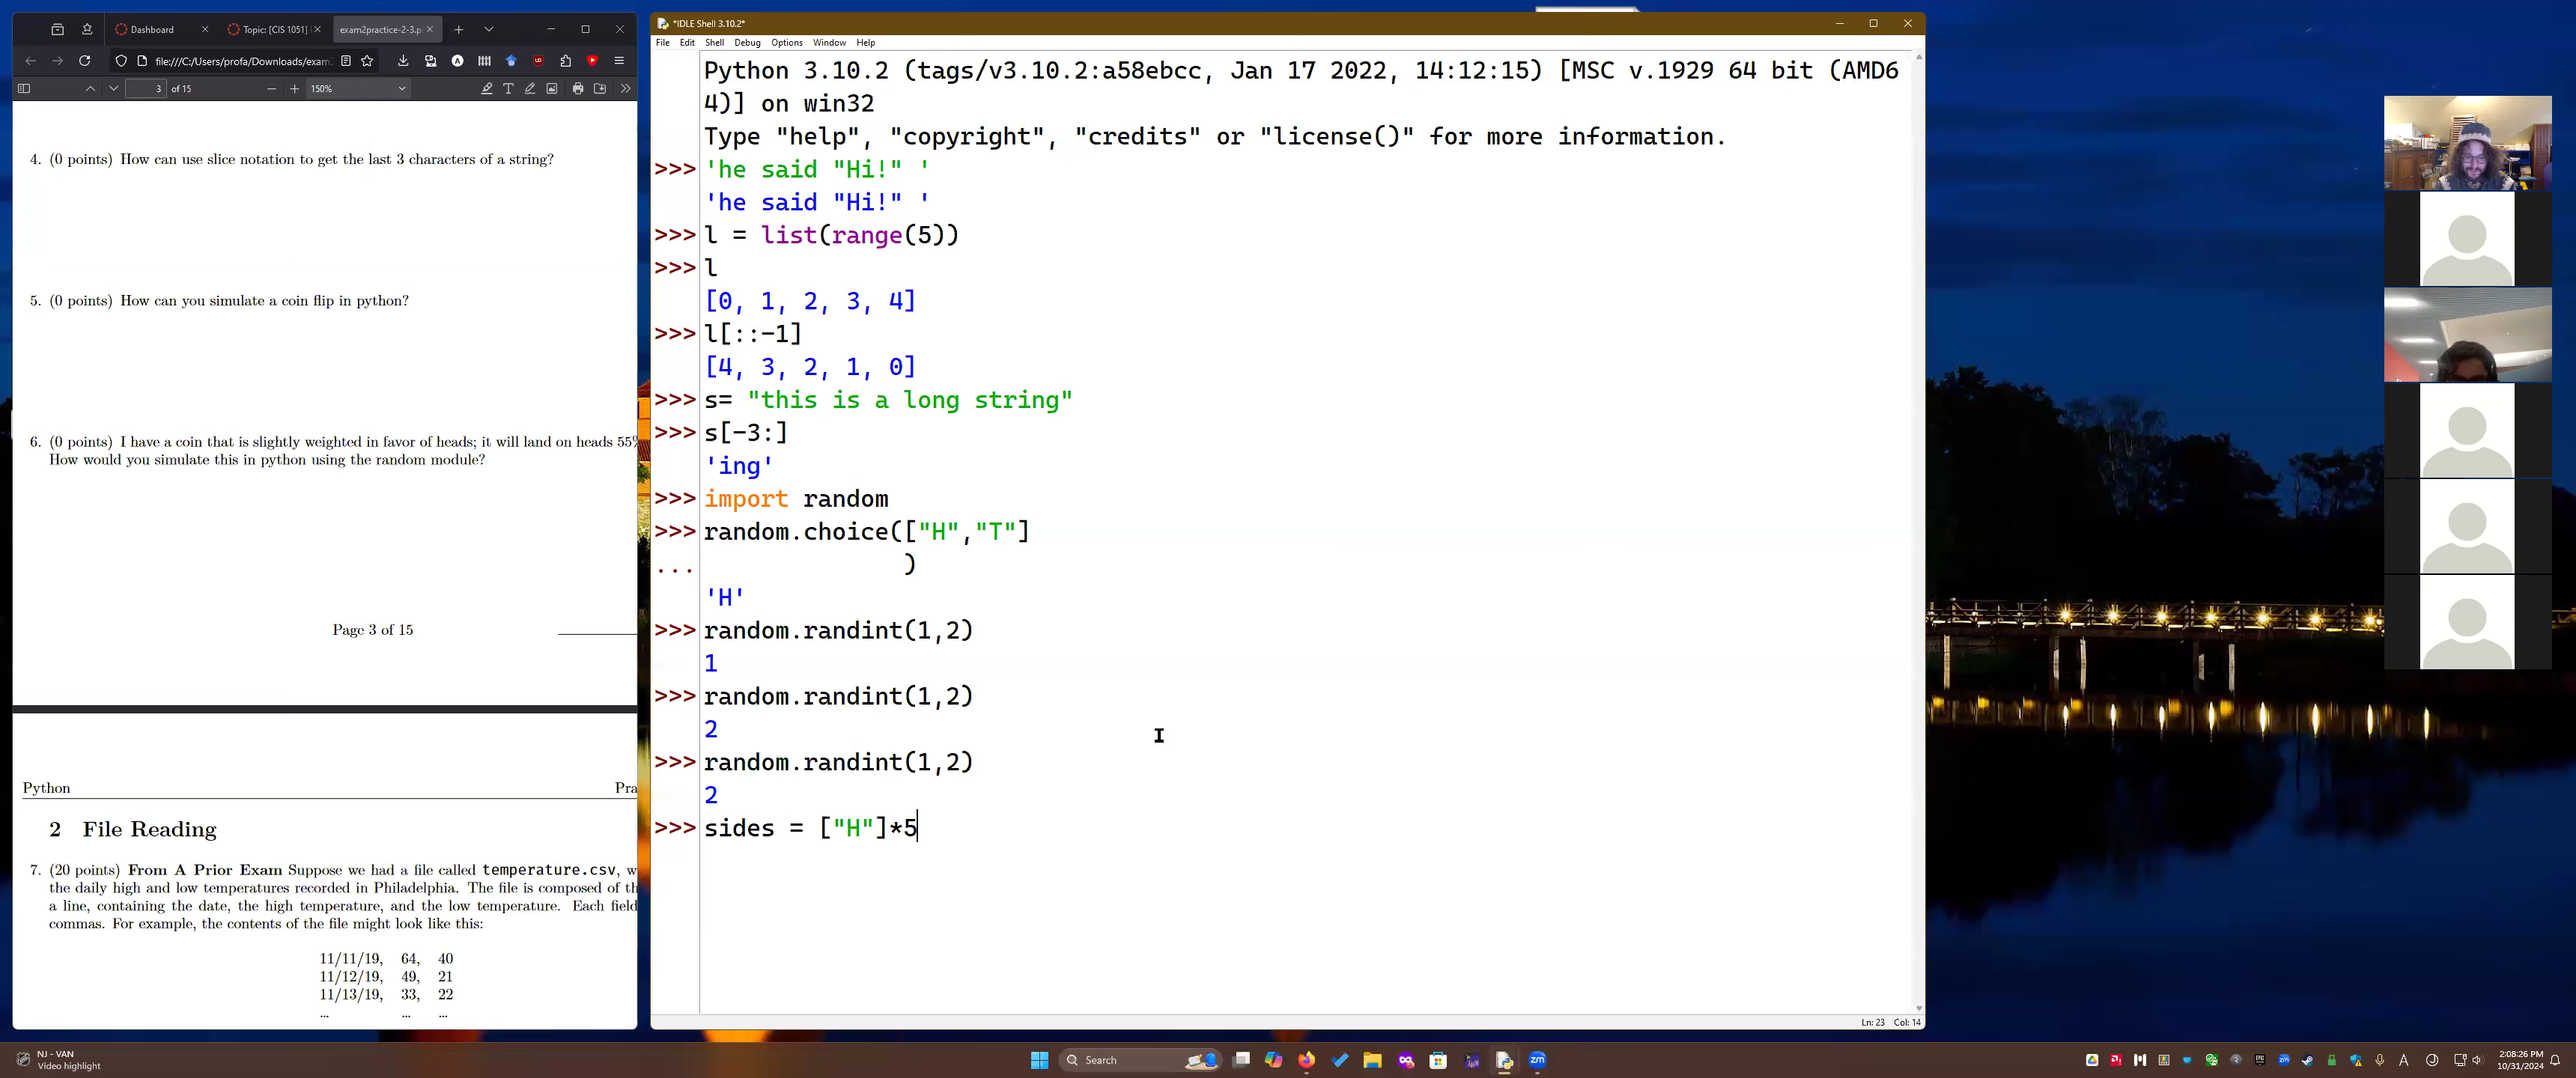 Dashboard
Topic: [CIS 1051]
exam2practice-2-3.p
file:///C:/Users/profa/Downloads/exam
3 of 15
150%
4. (0 points) How can use slice notation to get the last 3 characters of a string?
5. (0 points) How can you simulate a coin flip in python?
6. (0 points) I have a coin that is slightly weighted in favor of heads; it will land on heads 55%
How would you simulate this in python using the random module?
Page 3 of 15
Python
Pra
2 File Reading
7. (20 points) From A Prior Exam Suppose we had a file called temperature.csv, w
the daily high and low temperatures recorded in Philadelphia. The file is composed of th
a line, containing the date, the high temperature, and the low temperature. Each field
commas. For example, the contents of the file might look like this:
11/11/19, 64, 40
11/12/19, 49, 21
11/13/19, 33, 22
... ... ...
*IDLE Shell 3.10.2*
File Edit Shell Debug Options Window Help
Python 3.10.2 (tags/v3.10.2:a58ebcc, Jan 17 2022, 14:12:15) [MSC v.1929 64 bit (AMD6
4)] on win32
Type "help", "copyright", "credits" or "license()" for more information.
>>> 'he said "Hi!" '
'he said "Hi!" '
>>> l = list(range(5))
>>> l
[0, 1, 2, 3, 4]
>>> l[::-1]
[4, 3, 2, 1, 0]
>>> s= "this is a long string"
>>> s[-3:]
'ing'
>>> import random
>>> random.choice(["H","T"]
... )
'H'
>>> random.randint(1,2)
1
>>> random.randint(1,2)
2
>>> random.randint(1,2)
2
>>> sides = ["H"]*5
Ln: 23 Col: 14
NJ - VAN
Video highlight
Search
zm
2:08:26 PM
10/31/2024